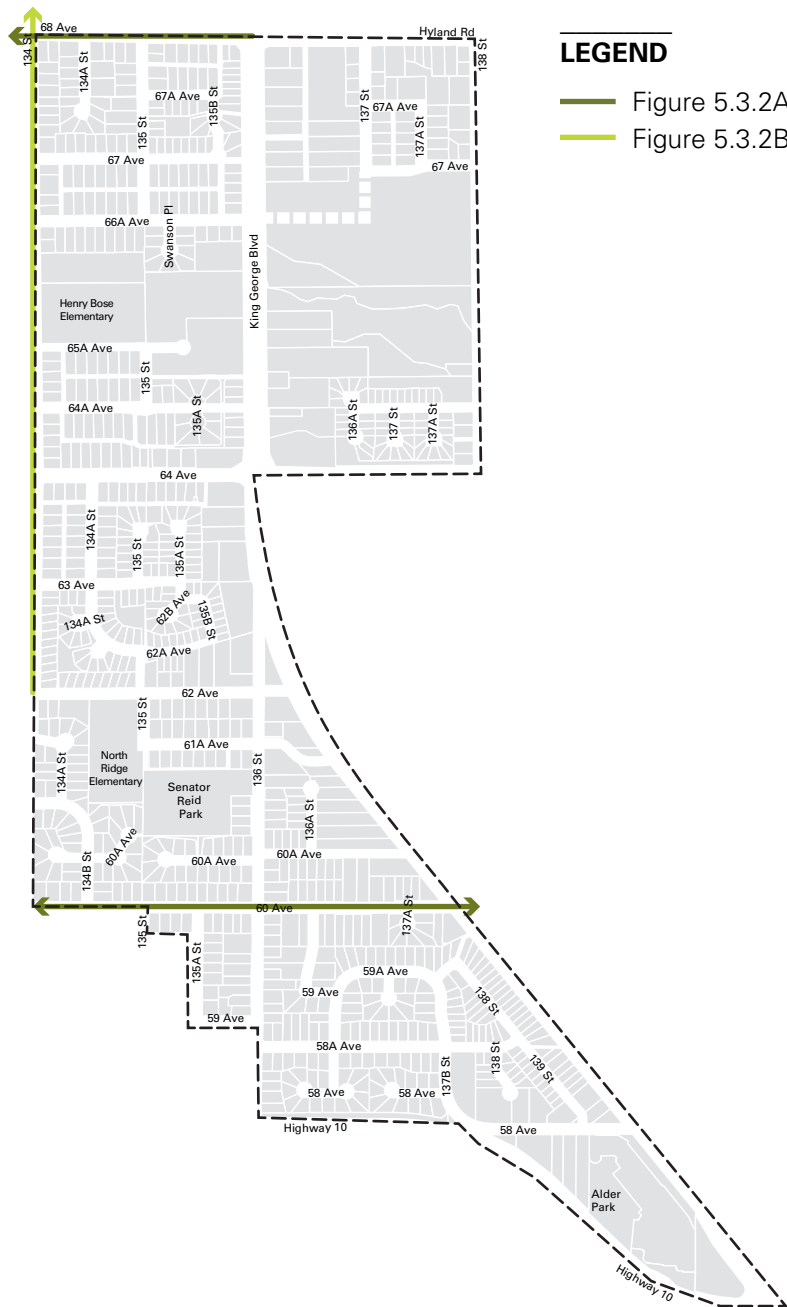 68 Ave
Hyland Rd
134 St
138 St
LEGEND
Figure 5.3.2A
Figure 5.3.2B
134A St
67A Ave
135B St
135 St
137 St
67A Ave
137A St
67 Ave
67 Ave
66A Ave
Swanson Pl
King George Blvd
Henry Bose
Elementary
65A Ave
135 St
64A Ave
135A St
136A St
137 St
137A St
64 Ave
134A St
135 St
135A St
63 Ave
62B Ave
135B St
134A St
62A Ave
62 Ave
135 St
61A Ave
134A St
North
Ridge
Elementary
136 St
Senator
Reid
Park
136A St
60A Ave
60A Ave
60A Ave
134B St
60 Ave
135 St
137A St
135A St
59A Ave
59 Ave
138 St
59 Ave
58A Ave
137B St
138 St
139 St
58 Ave
58 Ave
Highway 10
58 Ave
Alder
Park
Highway 10